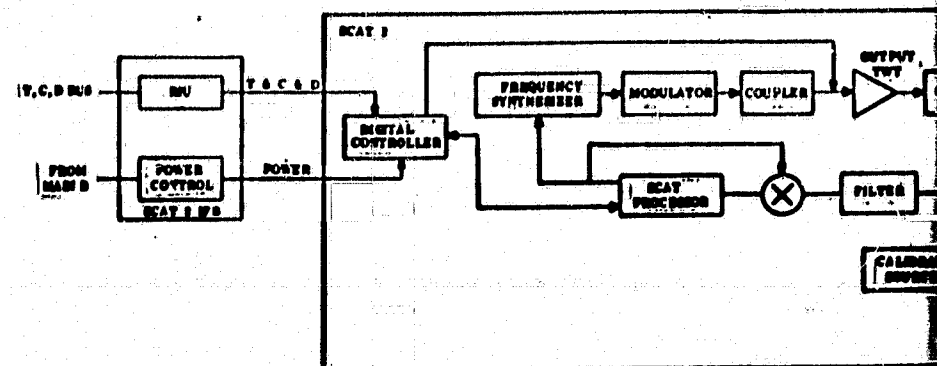 SCAT 2
T, C, D BUS
RIU
T & C & D
FROM
MAIN D
POWER
CONTROL
POWER
DIGITAL
CONTROLLER
FREQUENCY
SYNTHESIZER
MODULATOR
COUPLER
OUTPUT
TWT
SCAT
PROCESSOR
FILTER